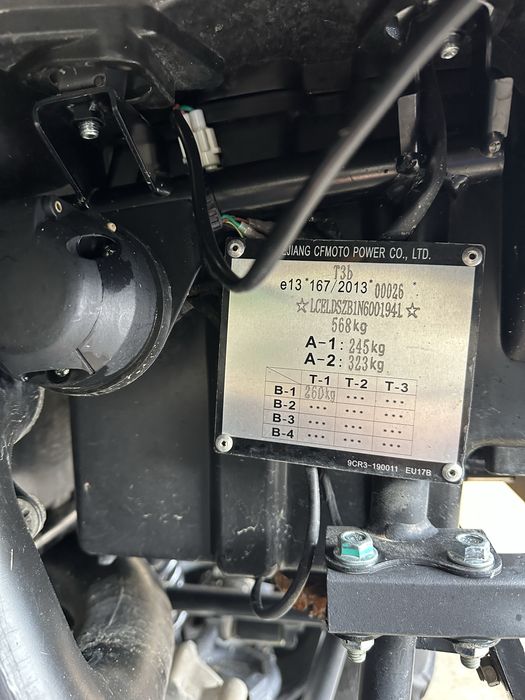 CFMOTO POWER CO., LTD.
T3b
e13*167/2013*00026
☆LCELDSZB1N6001941☆
568kg
A-1: 245kg
A-2: 323kg
T-1 T-2 T-3
B-1 260kg --- ---
B-2 --- --- ---
B-3 --- --- ---
B-4 --- --- ---
9CR3-190011 EU17B